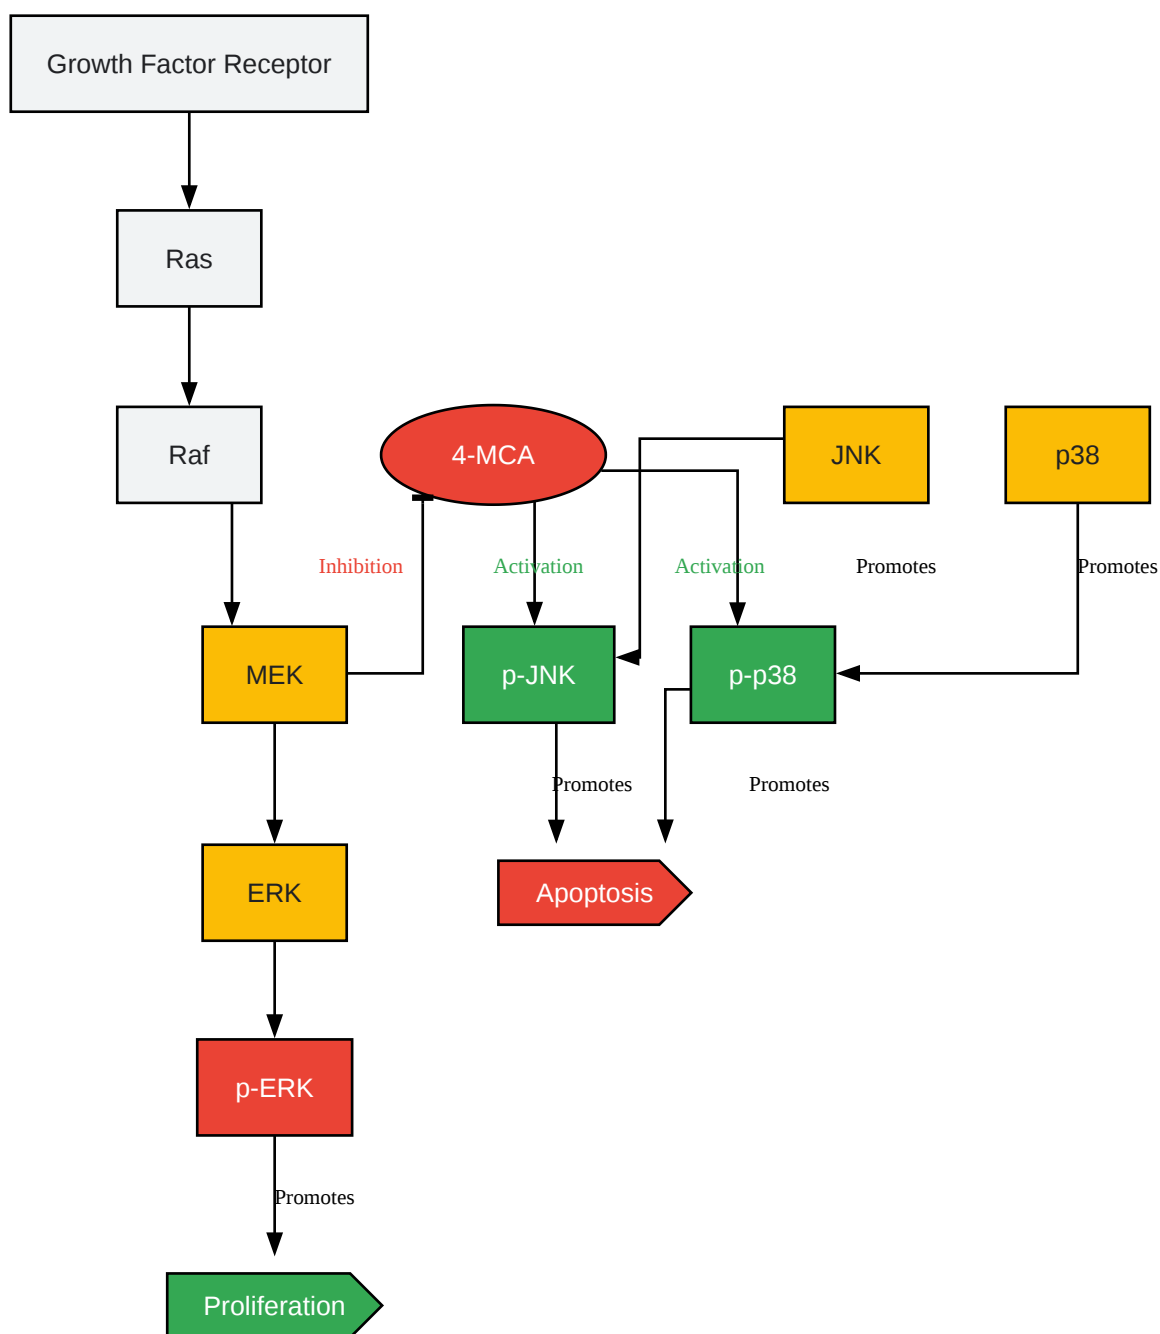 Growth Factor Receptor
Ras
Raf
4-MCA
JNK
p38
Inhibition
Activation
Activation
Promotes
Promotes
MEK
p-JNK
p-p38
Promotes
Promotes
ERK
Apoptosis
p-ERK
Promotes
Proliferation